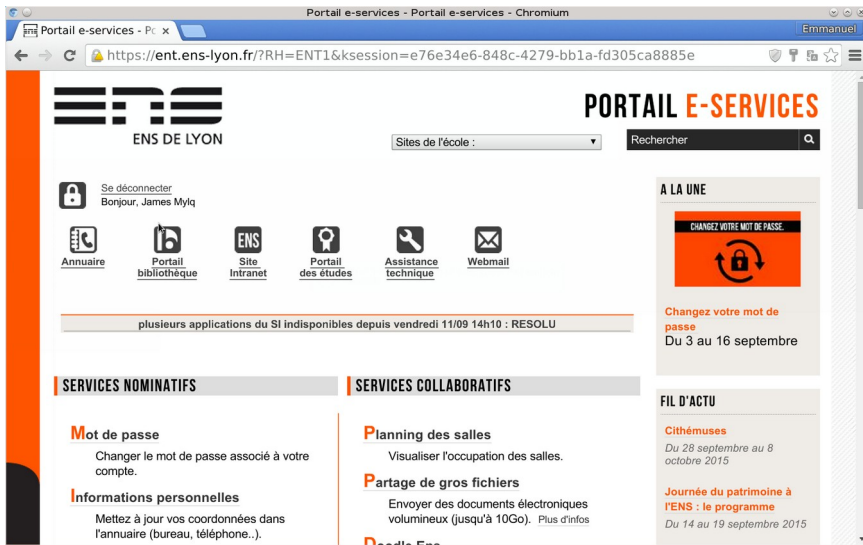 Portail e-services - Portail e-services - Chromium
Portail e-services - Po
Emmanuel
https://ent.ens-lyon.fr/?RH=ENT1&ksession=e76e34e6-848c-4279-bb1a-fd305ca8885e
ens
ENS DE LYON
PORTAIL E-SERVICES
Sites de l'école :
Rechercher
Se déconnecter
Bonjour, James Mylq
Annuaire
Portail
bibliothèque
ENS
Site
Intranet
Portail
des études
Assistance
technique
Webmail
plusieurs applications du SI indisponibles depuis vendredi 11/09 14h10 : RESOLU
A LA UNE
CHANGEZ VOTRE MOT DE PASSE.
Changez votre mot de
passe
Du 3 au 16 septembre
SERVICES NOMINATIFS
Mot de passe
Changer le mot de passe associé à votre
compte.
Informations personnelles
Mettez à jour vos coordonnées dans
l'annuaire (bureau, téléphone..).
SERVICES COLLABORATIFS
Planning des salles
Visualiser l'occupation des salles.
Partage de gros fichiers
Envoyer des documents électroniques
volumineux (jusqu'à 10Go). Plus d'infos
Doodle Ens
FIL D'ACTU
Cithémuses
Du 28 septembre au 8
octobre 2015
Journée du patrimoine à
l'ENS : le programme
Du 14 au 19 septembre 2015